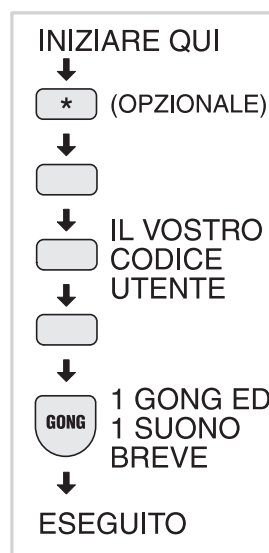 INIZIARE QUI
* (OPZIONALE)
IL VOSTRO
CODICE
UTENTE
GONG
1 GONG ED
1 SUONO
BREVE
ESEGUITO